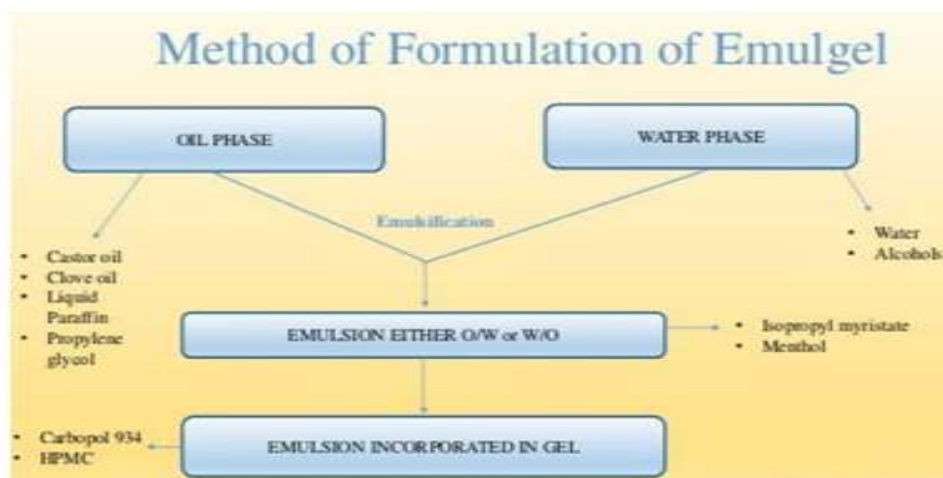 Method of Formulation of Emulgel
OIL PHASE
WATER PHASE
Emulsification
• Castor oil
• Clove oil
• Liquid
Paraffin
• Propylene
glycol
• Water
• Alcohols
EMULSION EITHER O/W or W/O
• Isopropyl myristate
• Menthol
• Carbopol 934
• HPMC
EMULSION INCORPORATED IN GEL